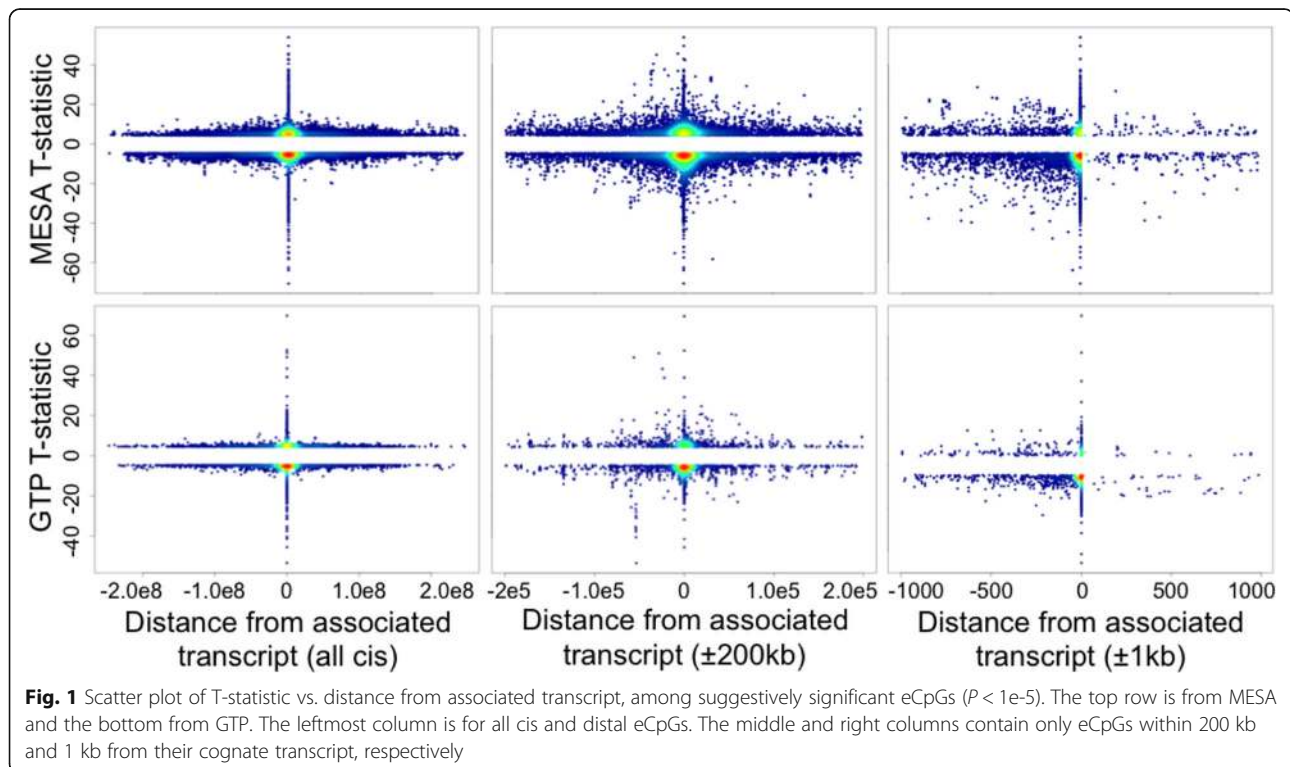 MESA T-statistic
40
20
0
-20
-40
-60
GTP T-statistic
60
40
20
0
-20
-40
-2.0e8 -1.0e8 0 1.0e8 2.0e8
-2e5 -1.0e5 0 1.0e5 2.0e5
-1000 -500 0 500 1000
Distance from associated
transcript (all cis)
Distance from associated
transcript (±200kb)
Distance from associated
transcript (±1kb)
Fig. 1 Scatter plot of T-statistic vs. distance from associated transcript, among suggestively significant eCpGs (P < 1e-5). The top row is from MESA
and the bottom from GTP. The leftmost column is for all cis and distal eCpGs. The middle and right columns contain only eCpGs within 200 kb
and 1 kb from their cognate transcript, respectively